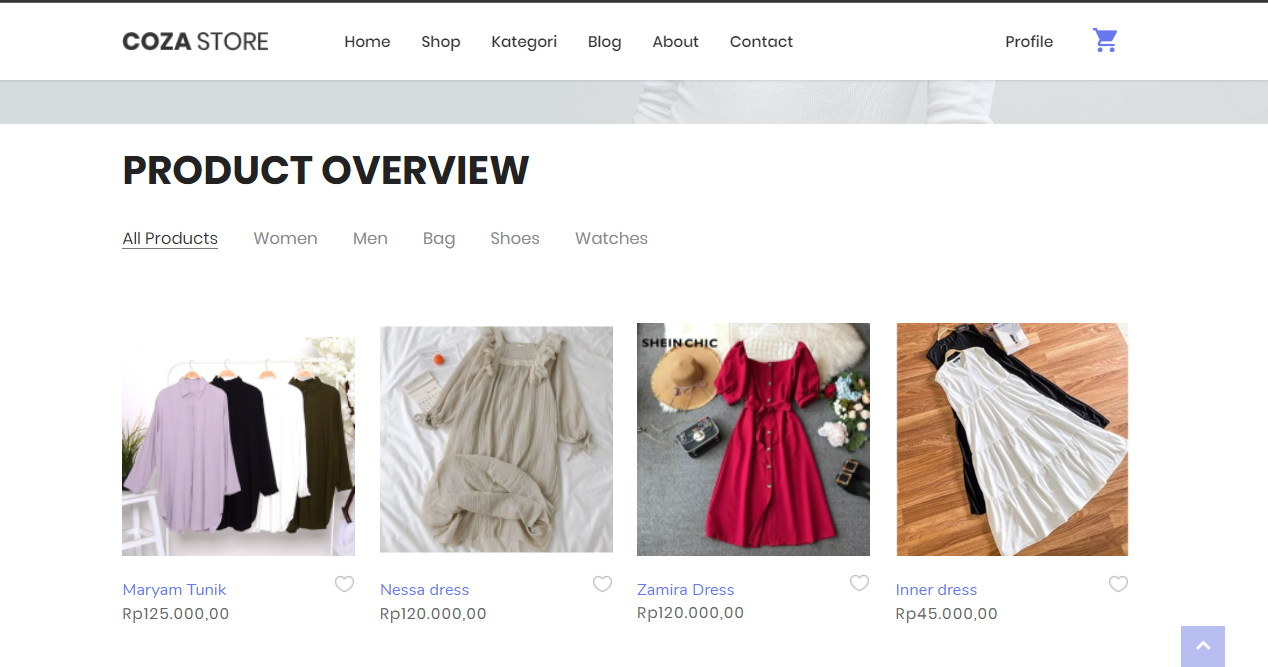 COZA STORE Home Shop Kategori Blog About Contact Profile
PRODUCT OVERVIEW
All Products Women Men Bag Shoes Watches
SHEIN CHIC
Maryam Tunik Nessa dress Zamira Dress Inner dress
Rp125.000,00 Rp120.000,00 Rp120.000,00 Rp45.000,00